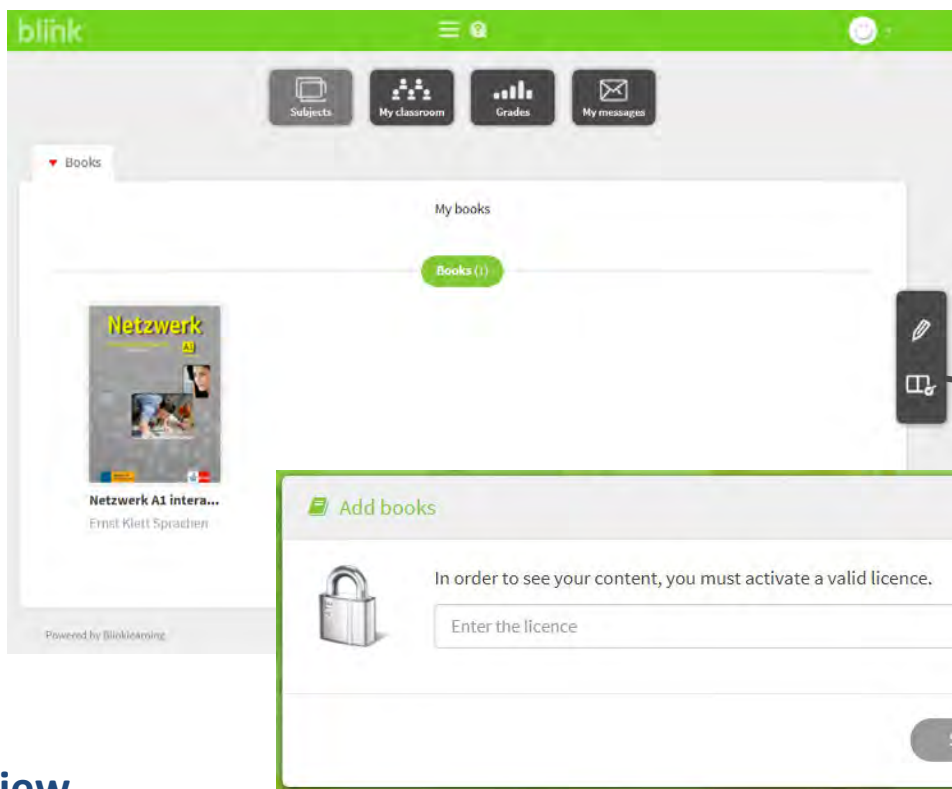 blink
Subjects
My classroom
Grades
My messages
Books
My books
Books (1)
Netzwerk
A1
Netzwerk A1 intera...
Ernst Klett Sprachen
Powered by Blinklearning
Add books
In order to see your content, you must activate a valid licence.
Enter the licence